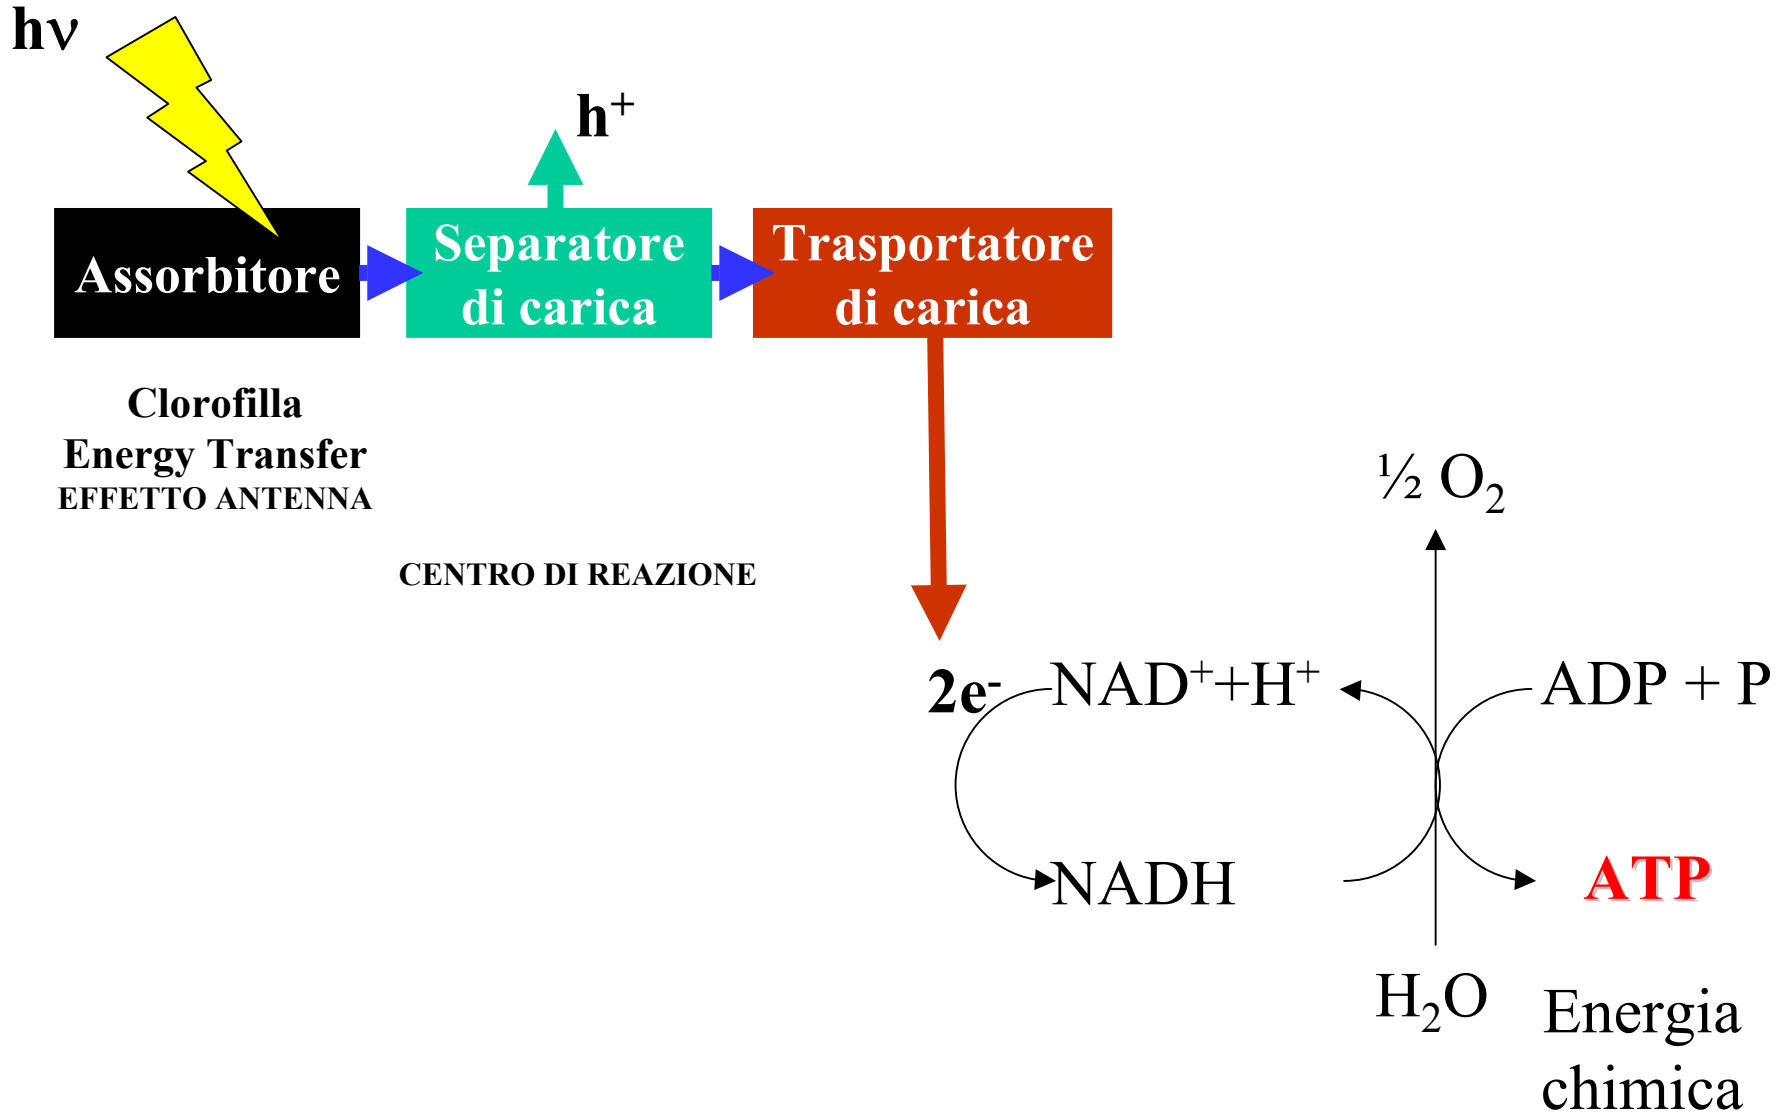 hν
h⁺
Assorbitore
Separatore
di carica
Trasportatore
di carica
Clorofilla
Energy Transfer
EFFETTO ANTENNA
CENTRO DI REAZIONE
½ O₂
2e⁻
NAD⁺+H⁺
ADP + P
NADH
ATP
H₂O
Energia
chimica